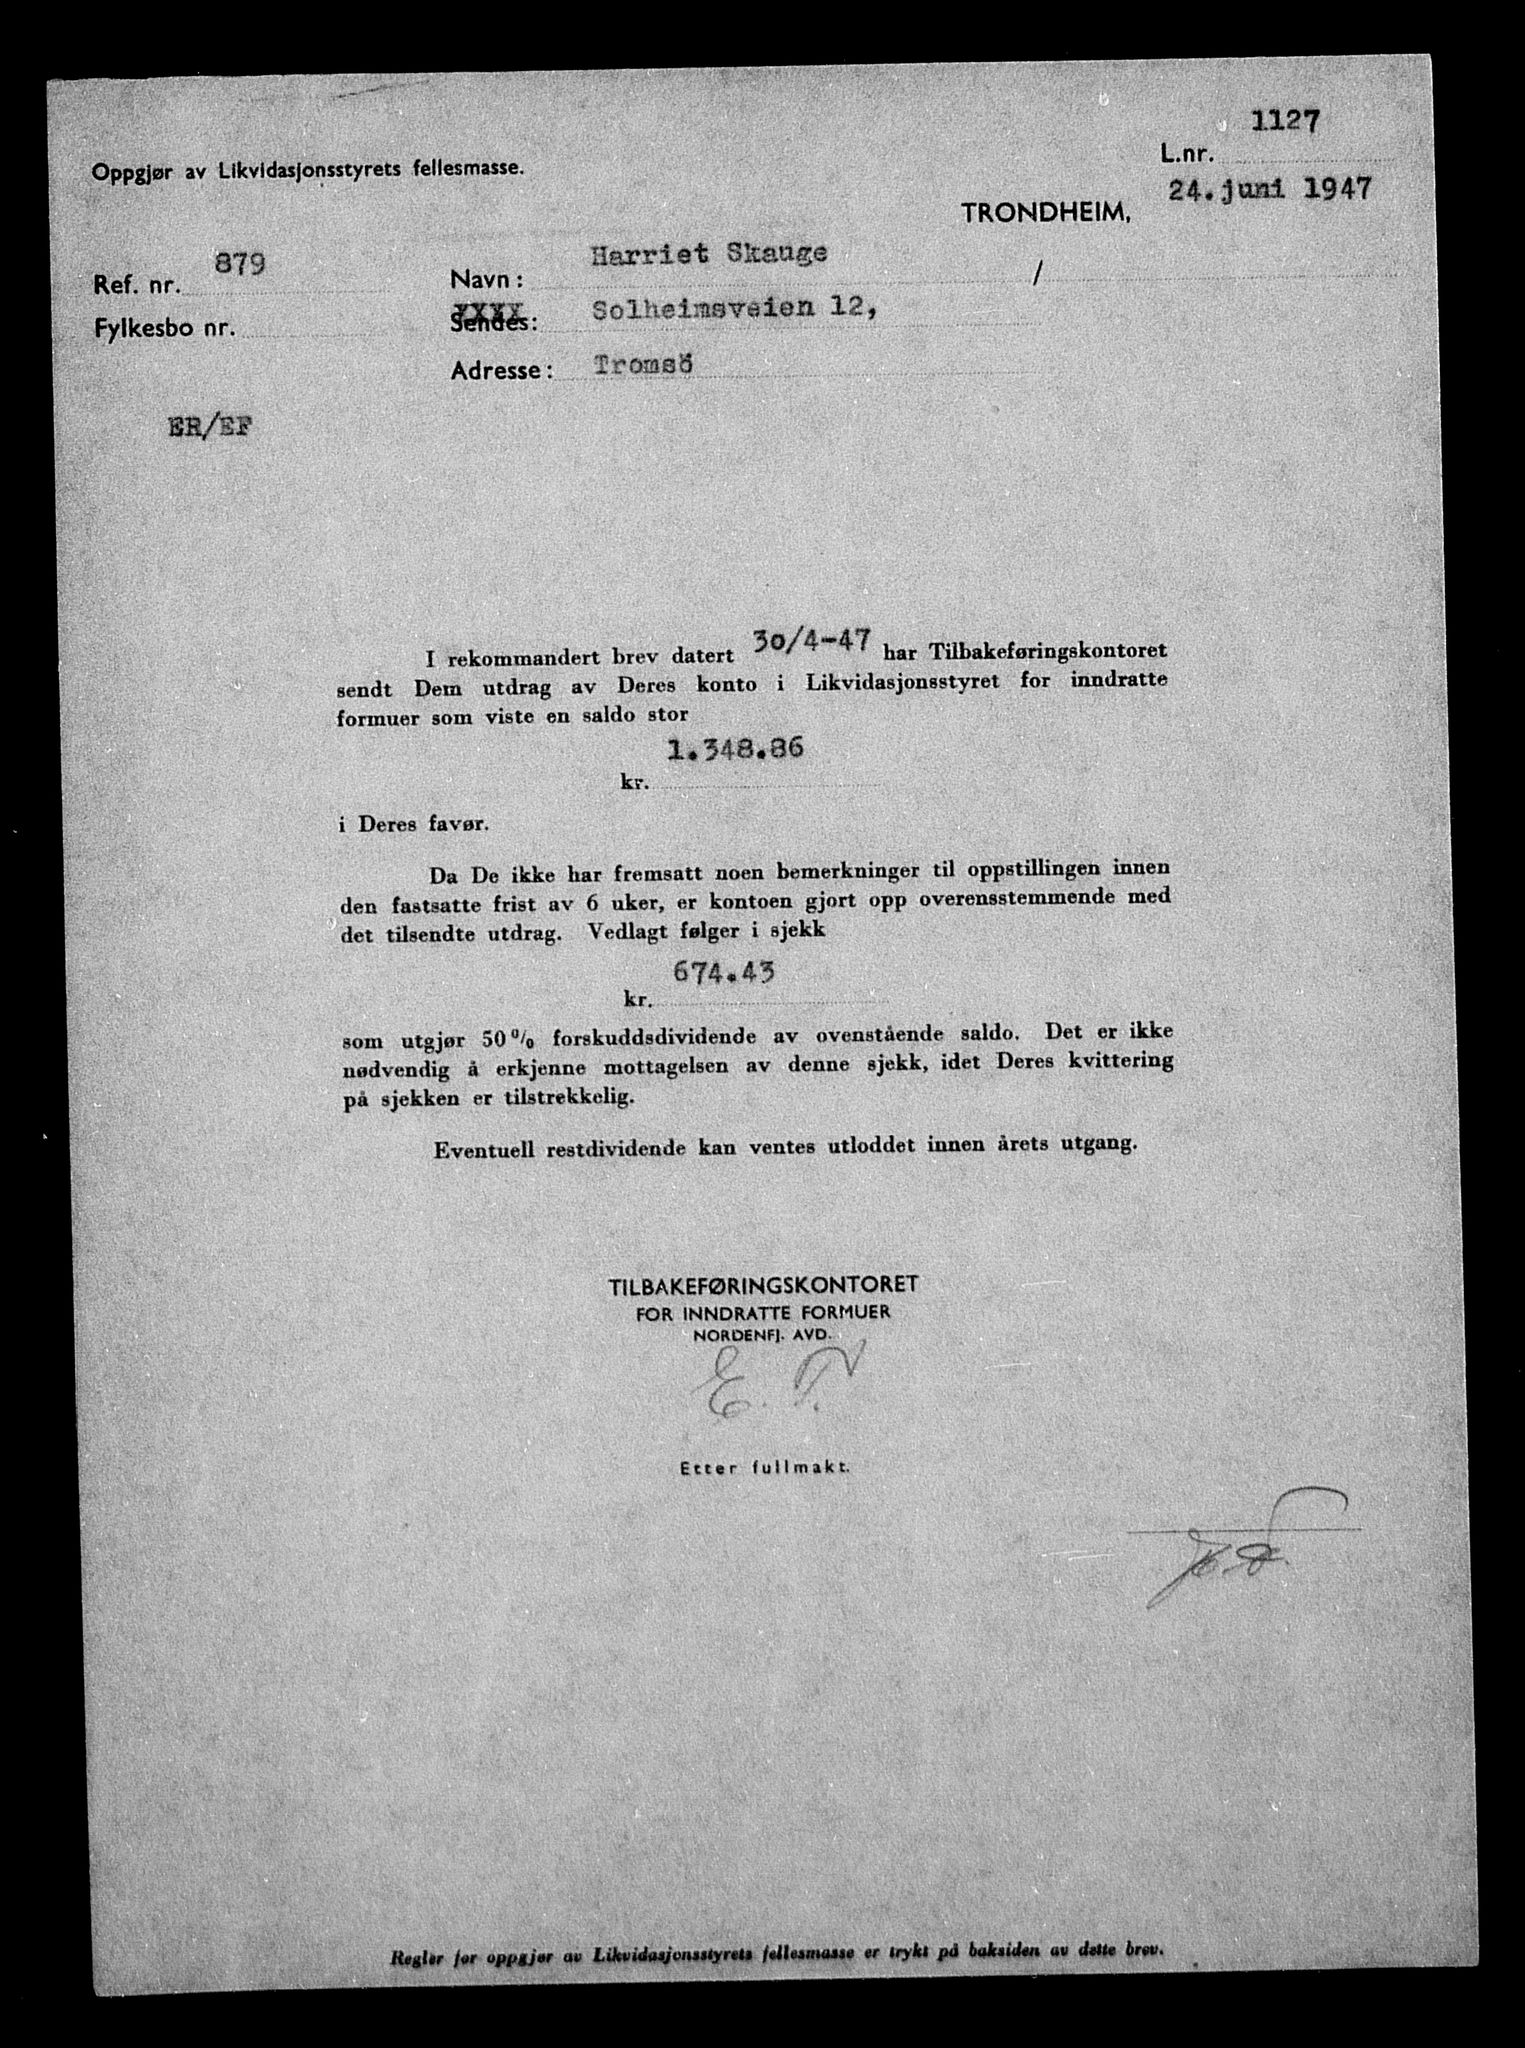 1127
L.nr.
Oppgjør av Likvidasjonsstyrets fellesmasse.
TRONDHEIM, 24.juni 1947
Ref. nr. 879
Navn: Harriet Skauge /
Fylkesbo nr.
XXXX
Sendes: Solheimsveien 12,
Adresse: Tromsö
ER/EF
I rekommandert brev datert 30/4-47 har Tilbakeføringskontoret
sendt Dem utdrag av Deres konto i Likvidasjonsstyret for inndratte
formuer som viste en saldo stor
kr. 1.348.86
i Deres favør.
Da De ikke har fremsatt noen bemerkninger til oppstillingen innen
den fastsatte frist av 6 uker, er kontoen gjort opp overensstemmende med
det tilsendte utdrag. Vedlagt følger i sjekk
kr. 674.43
som utgjør 50 % forskuddsdividende av ovenstående saldo. Det er ikke
nødvendig å erkjenne mottagelsen av denne sjekk, idet Deres kvittering
på sjekken er tilstrekkelig.
Eventuell restdividende kan ventes utloddet innen årets utgang.
TILBAKEFØRINGSKONTORET
FOR INNDRATTE FORMUER
NORDENFJ. AVD.
E. T.
Etter fullmakt.
Regler for oppgjør av Likvidasjonsstyrets fellesmasse er trykt på baksiden av dette brev.